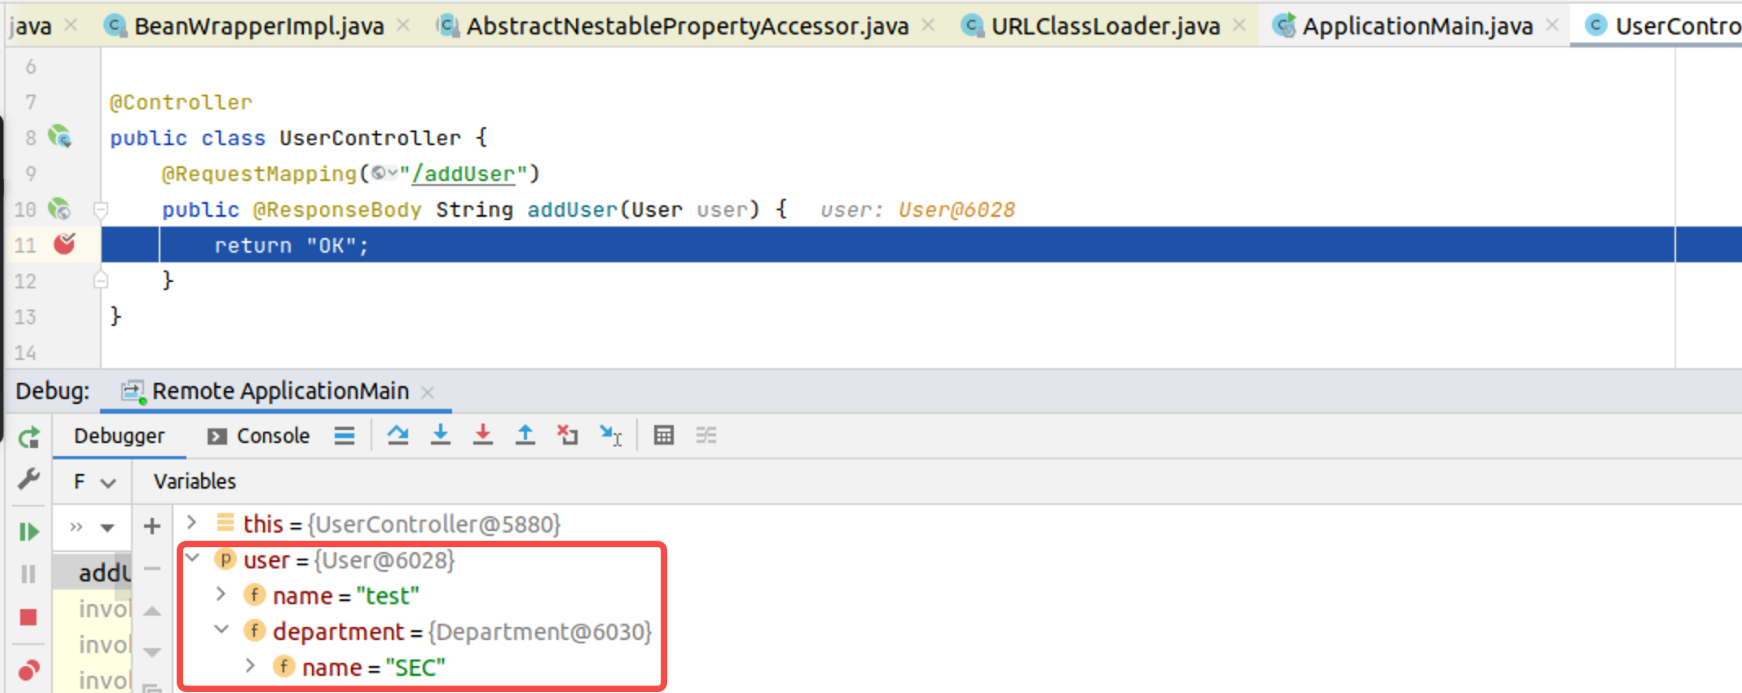 java BeanWrapperImpl.java AbstractNestablePropertyAccessor.java URLClassLoader.java ApplicationMain.java UserContro
6
7 @Controller
8 public class UserController {
9 @RequestMapping("/addUser")
10 public @ResponseBody String addUser(User user) { user: User@6028
11 return "OK";
12 }
13 }
14
Debug: Remote ApplicationMain
Debugger Console
F Variables
this = {UserController@5880}
user = {User@6028}
addU name = "test"
invol department = {Department@6030}
invol name = "SEC"
invol